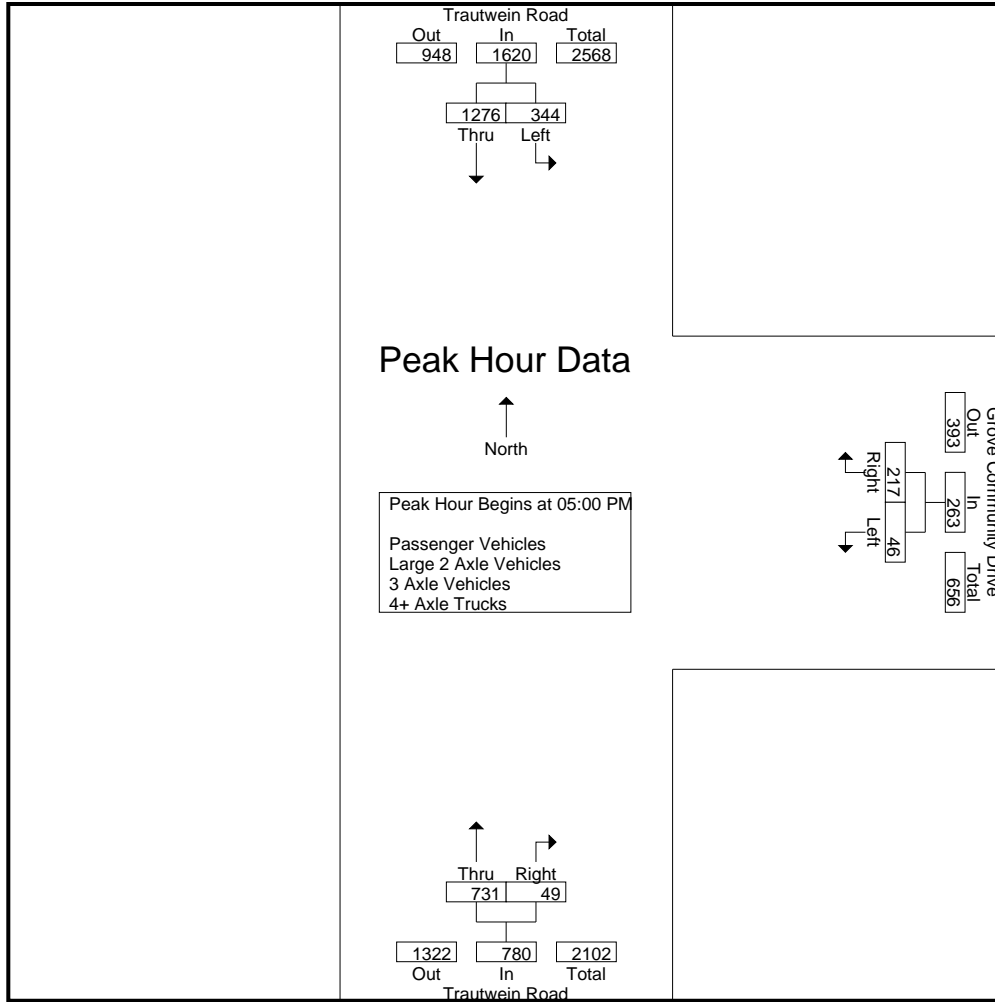 Trautwein Road
Out In Total
948 1620 2568
1276 344
Thru Left
Peak Hour Data
North
Peak Hour Begins at 05:00 PM
Passenger Vehicles
Large 2 Axle Vehicles
3 Axle Vehicles
4+ Axle Trucks
Right Left
217 46
Out In Total
393 263 656
Community Drive
Thru Right
731 49
1322 780 2102
Out In Total
Trautwein Road